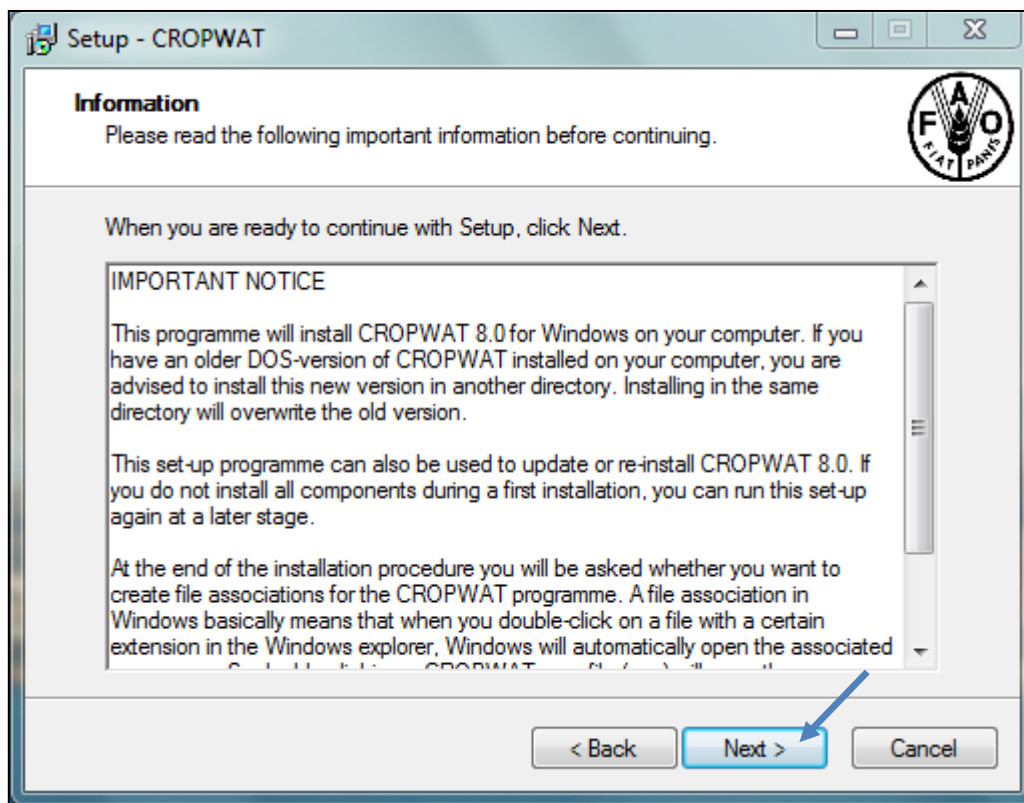 Setup - CROPWAT
Information
Please read the following important information before continuing.
FAO
FIAT PANIS
When you are ready to continue with Setup, click Next.
IMPORTANT NOTICE
This programme will install CROPWAT 8.0 for Windows on your computer. If you
have an older DOS-version of CROPWAT installed on your computer, you are
advised to install this new version in another directory. Installing in the same
directory will overwrite the old version.
This set-up programme can also be used to update or re-install CROPWAT 8.0. If
you do not install all components during a first installation, you can run this set-up
again at a later stage.
At the end of the installation procedure you will be asked whether you want to
create file associations for the CROPWAT programme. A file association in
Windows basically means that when you double-click on a file with a certain
extension in the Windows explorer, Windows will automatically open the associated
< Back
Next >
Cancel